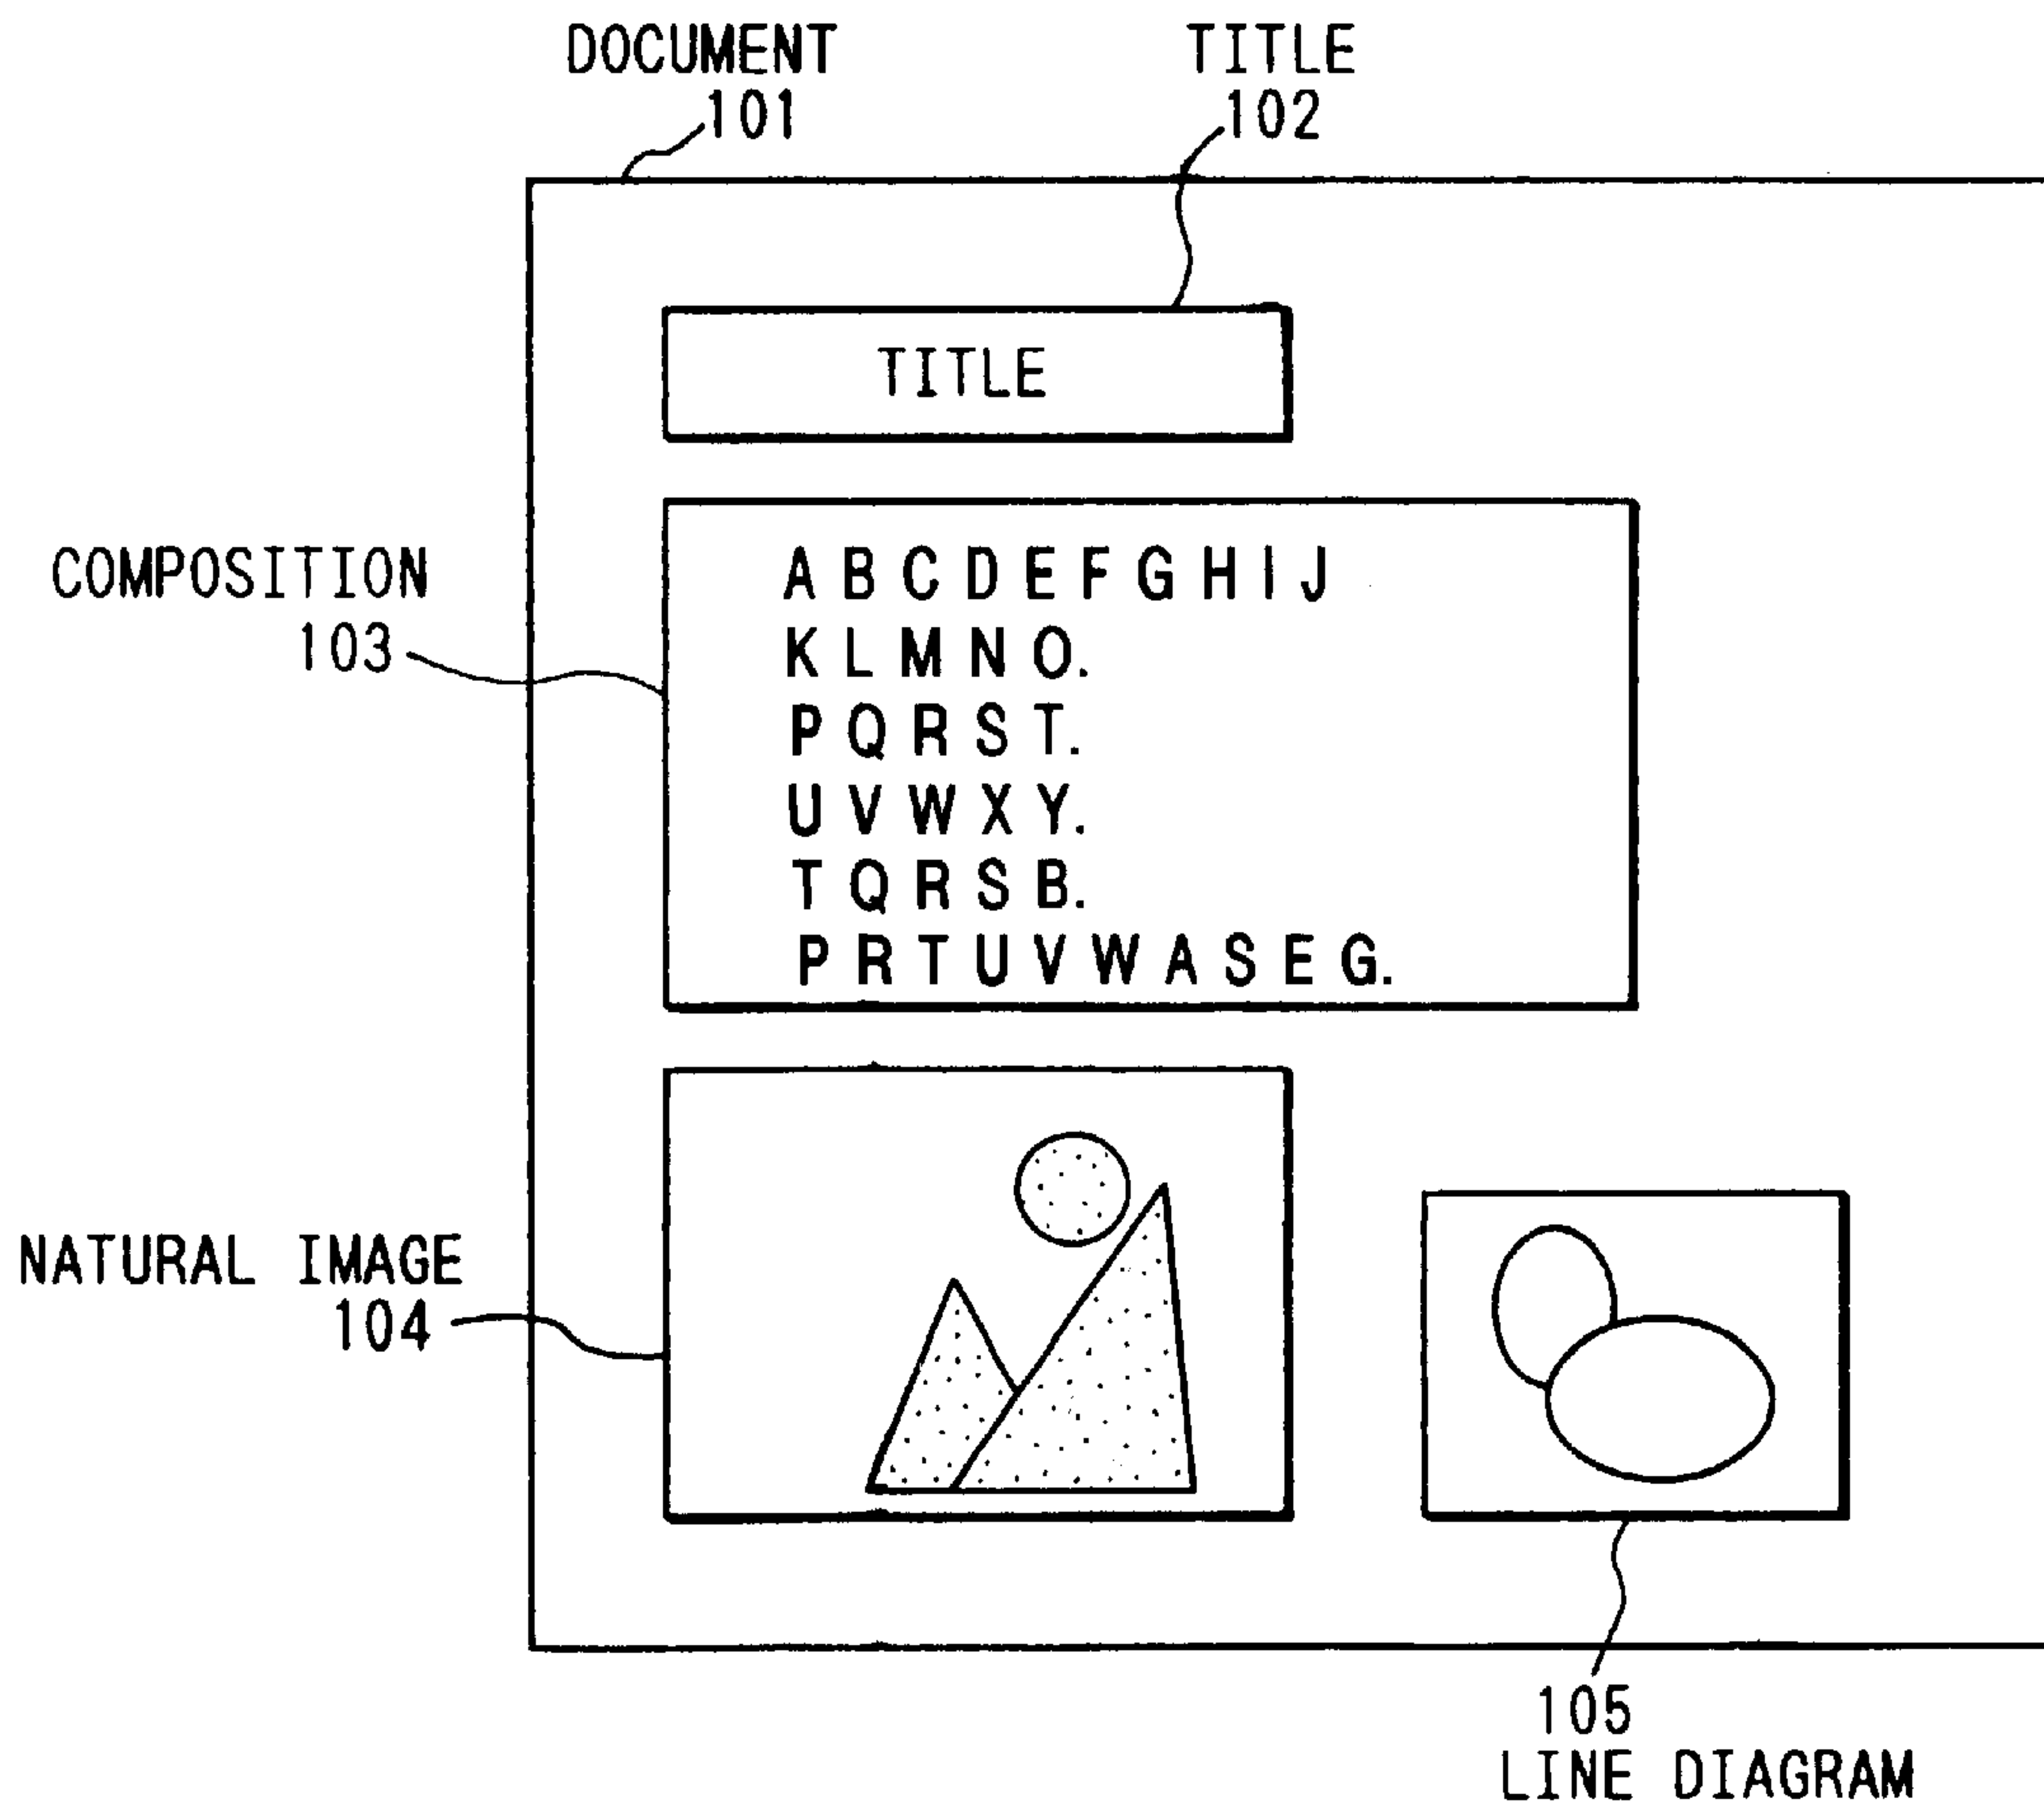 DOCUMENT
101
TITLE
102
TITLE
COMPOSITION
103
A B C D E F G H I J
K L M N O.
P Q R S T.
U V W X Y.
T Q R S B.
P R T U V W A S E G.
NATURAL IMAGE
104
105
LINE DIAGRAM